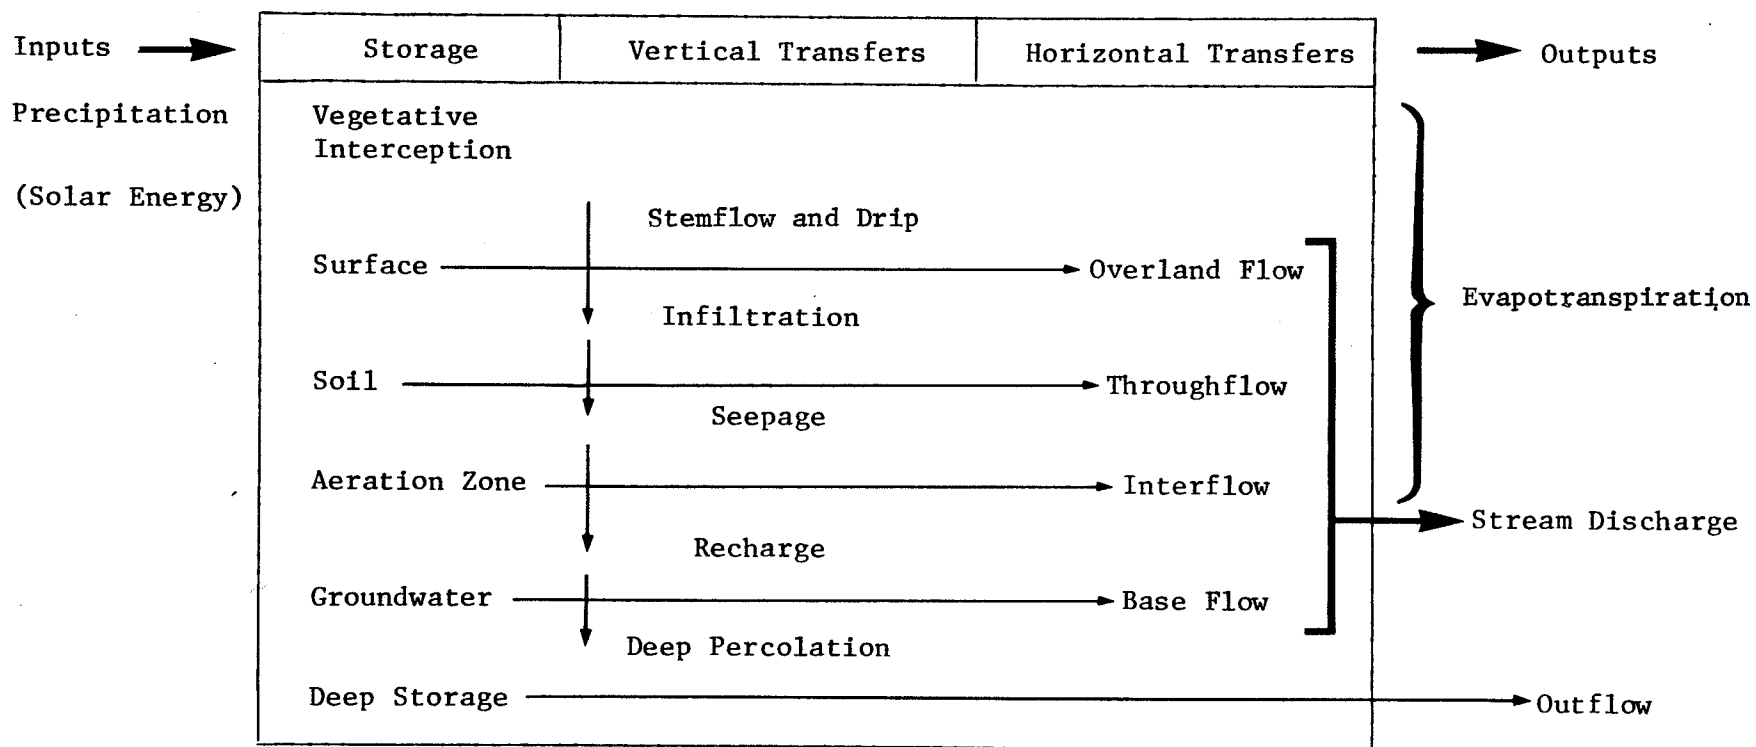 Inputs
Storage
Vertical Transfers
Horizontal Transfers
Outputs
Precipitation
(Solar Energy)
Vegetative
Interception
Stemflow and Drip
Surface
Overland Flow
Infiltration
Evapotranspiration
Soil
Throughflow
Seepage
Aeration Zone
Interflow
Stream Discharge
Recharge
Groundwater
Base Flow
Deep Percolation
Deep Storage
Outflow